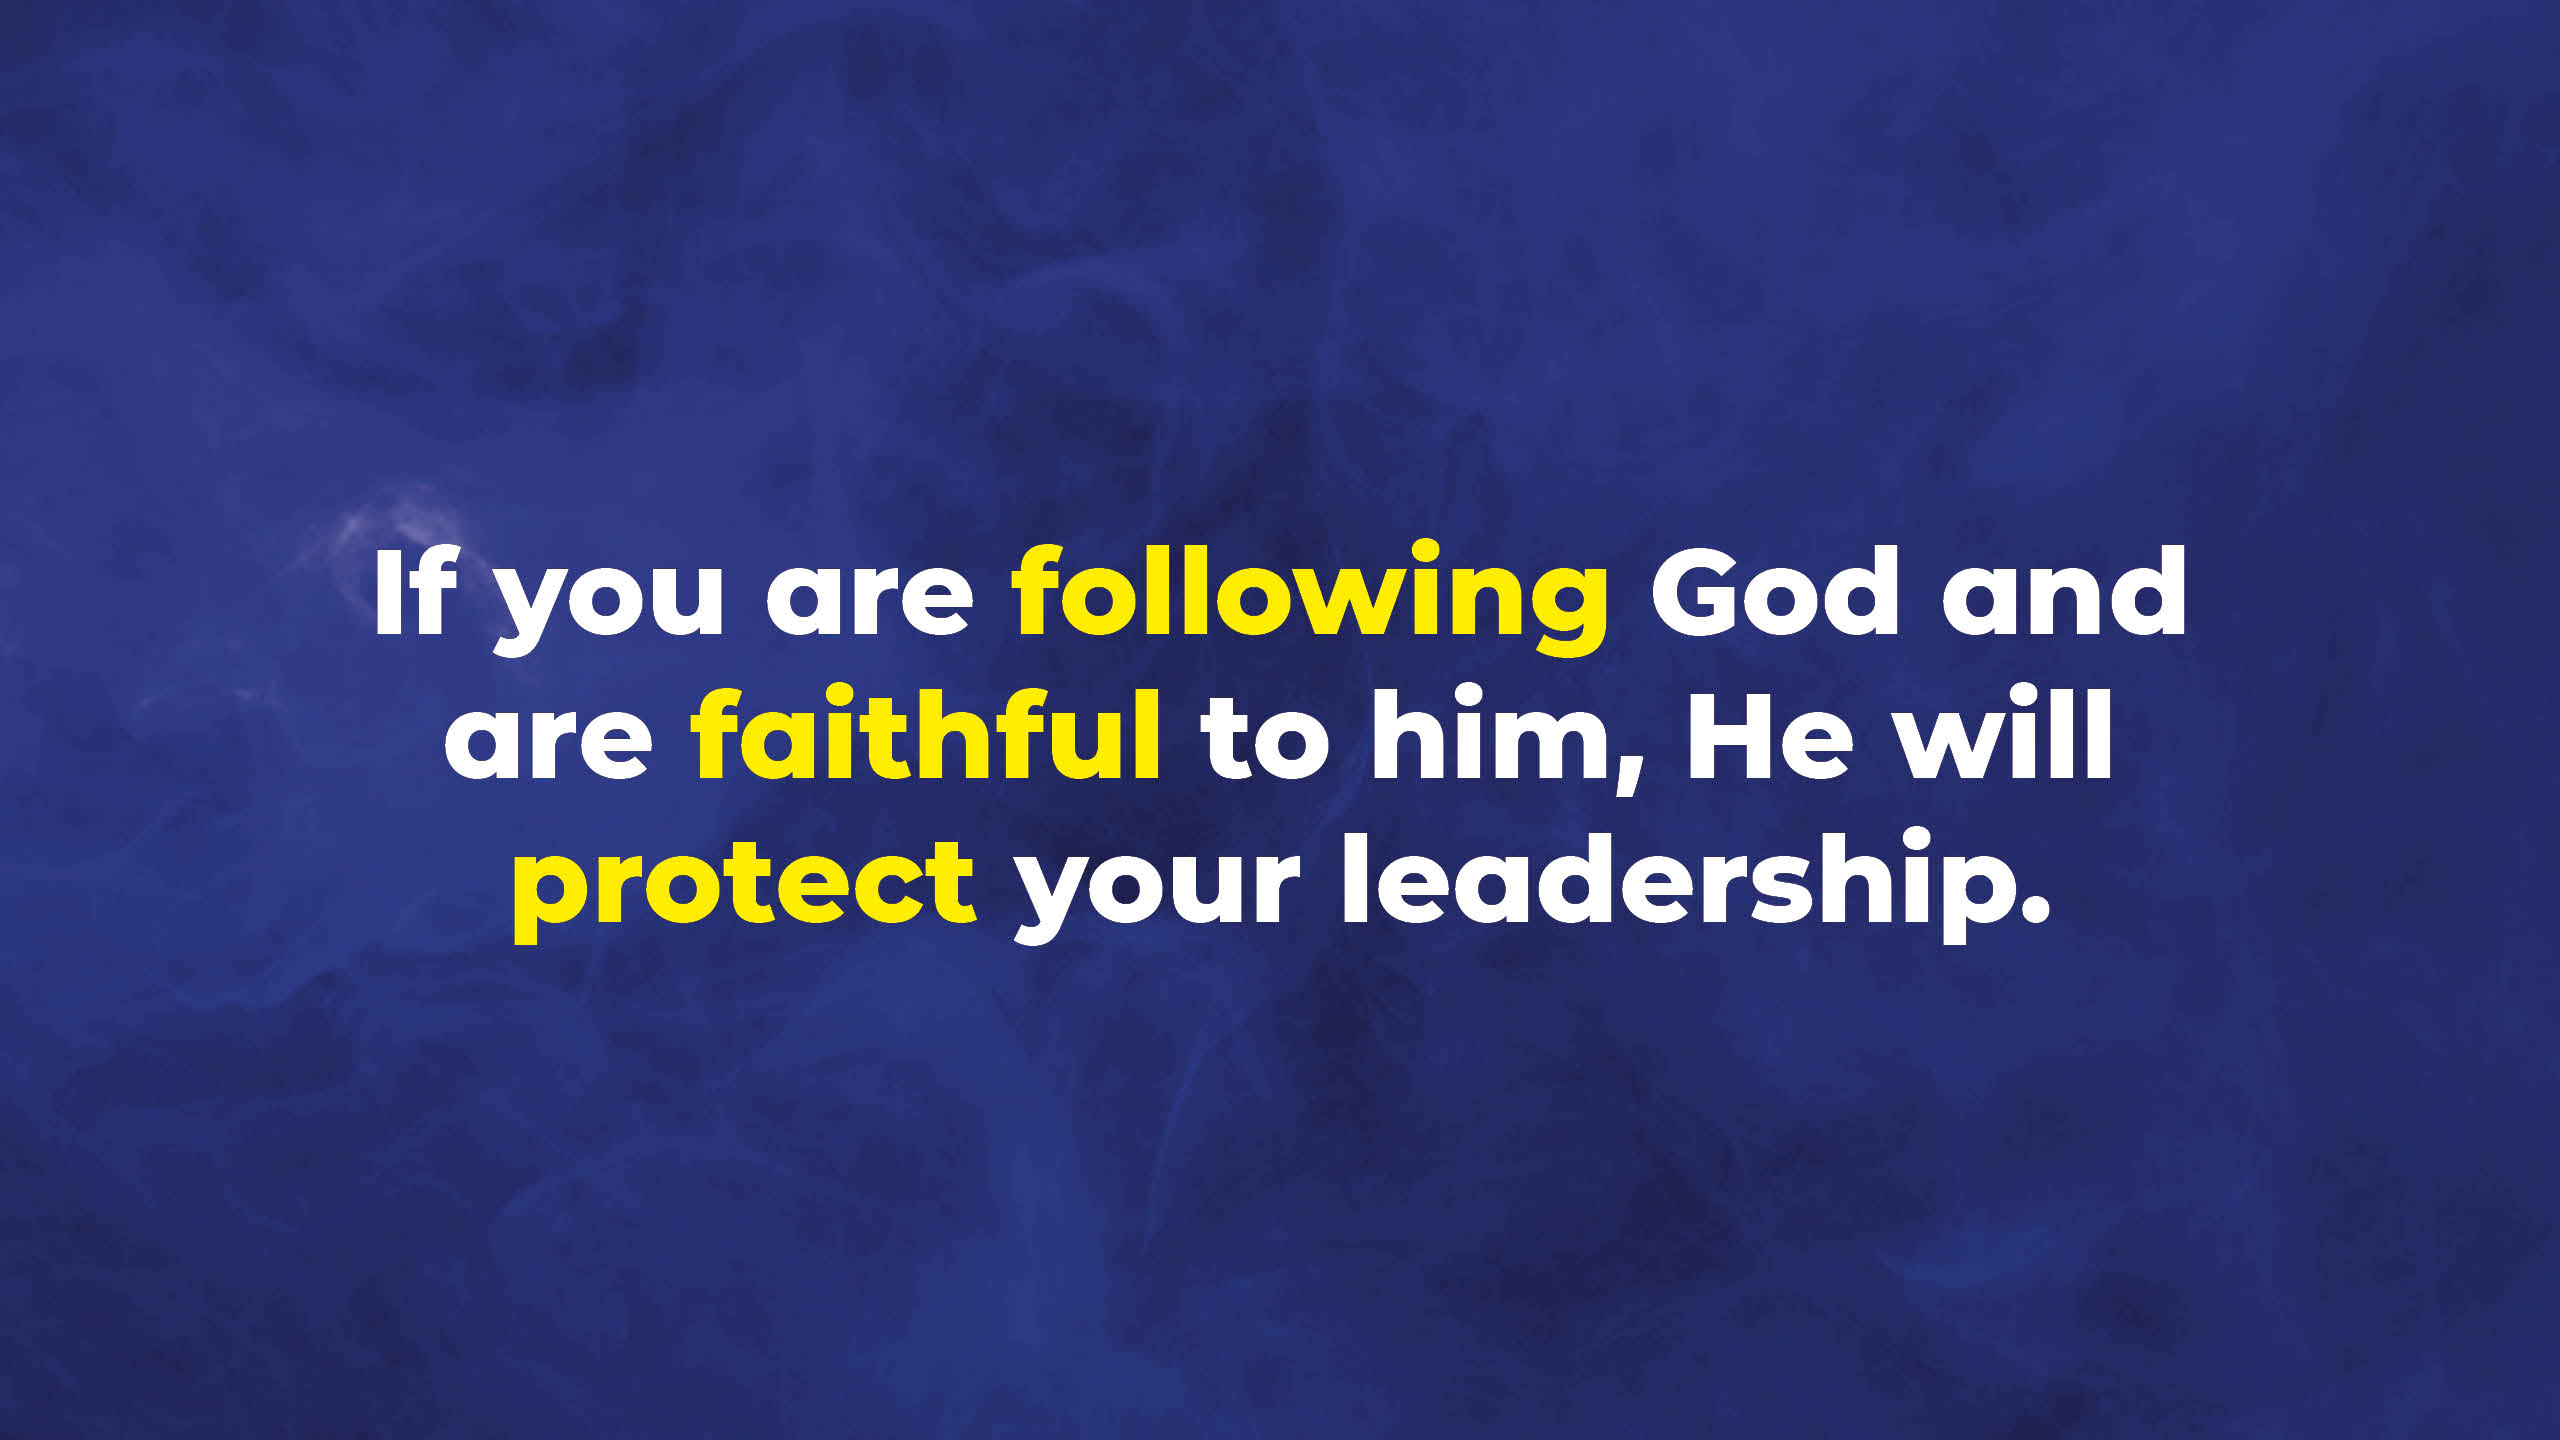 If you are following God and
are faithful to him, He will
protect your leadership.